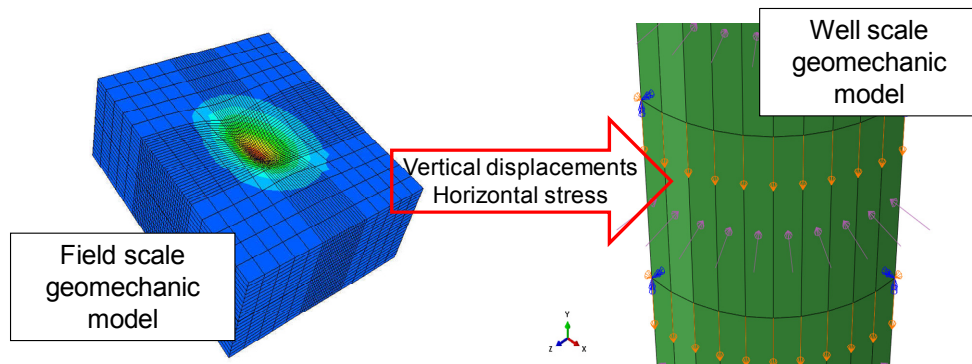 Well scale
geomechanic
model
Vertical displacements
Horizontal stress
Field scale
geomechanic
model
Y
Z
X